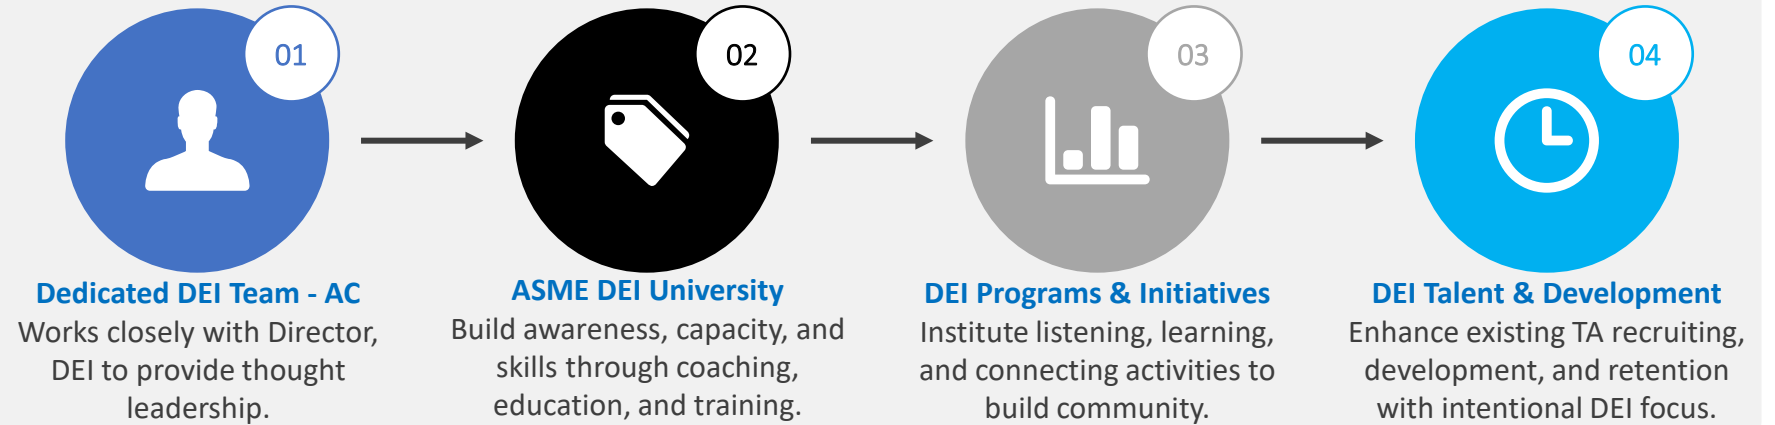 01
Dedicated DEI Team - AC
Works closely with Director,
DEI to provide thought
leadership.
02
ASME DEI University
Build awareness, capacity, and
skills through coaching,
education, and training.
03
DEI Programs & Initiatives
Institute listening, learning,
and connecting activities to
build community.
04
DEI Talent & Development
Enhance existing TA recruiting,
development, and retention
with intentional DEI focus.